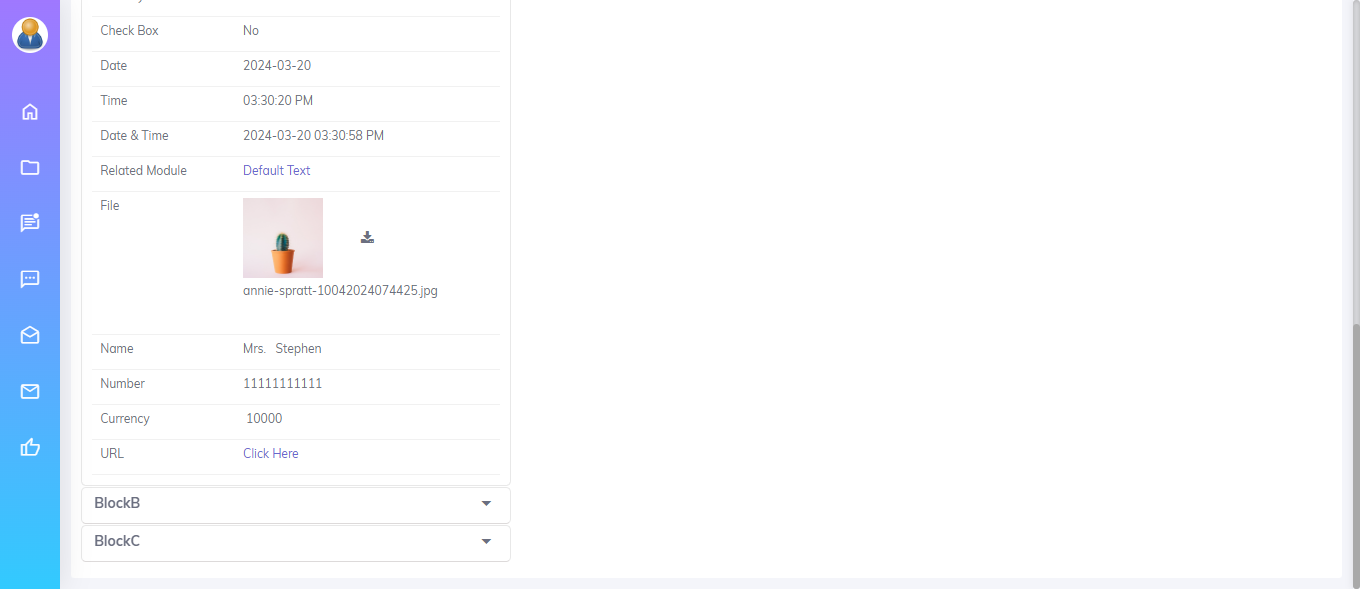 Check Box No
Date 2024-03-20
Time 03:30:20 PM
Date & Time 2024-03-20 03:30:58 PM
Related Module Default Text
File
annie-spratt-10042024074425.jpg
Name Mrs. Stephen
Number 11111111111
Currency 10000
URL Click Here
BlockB
BlockC